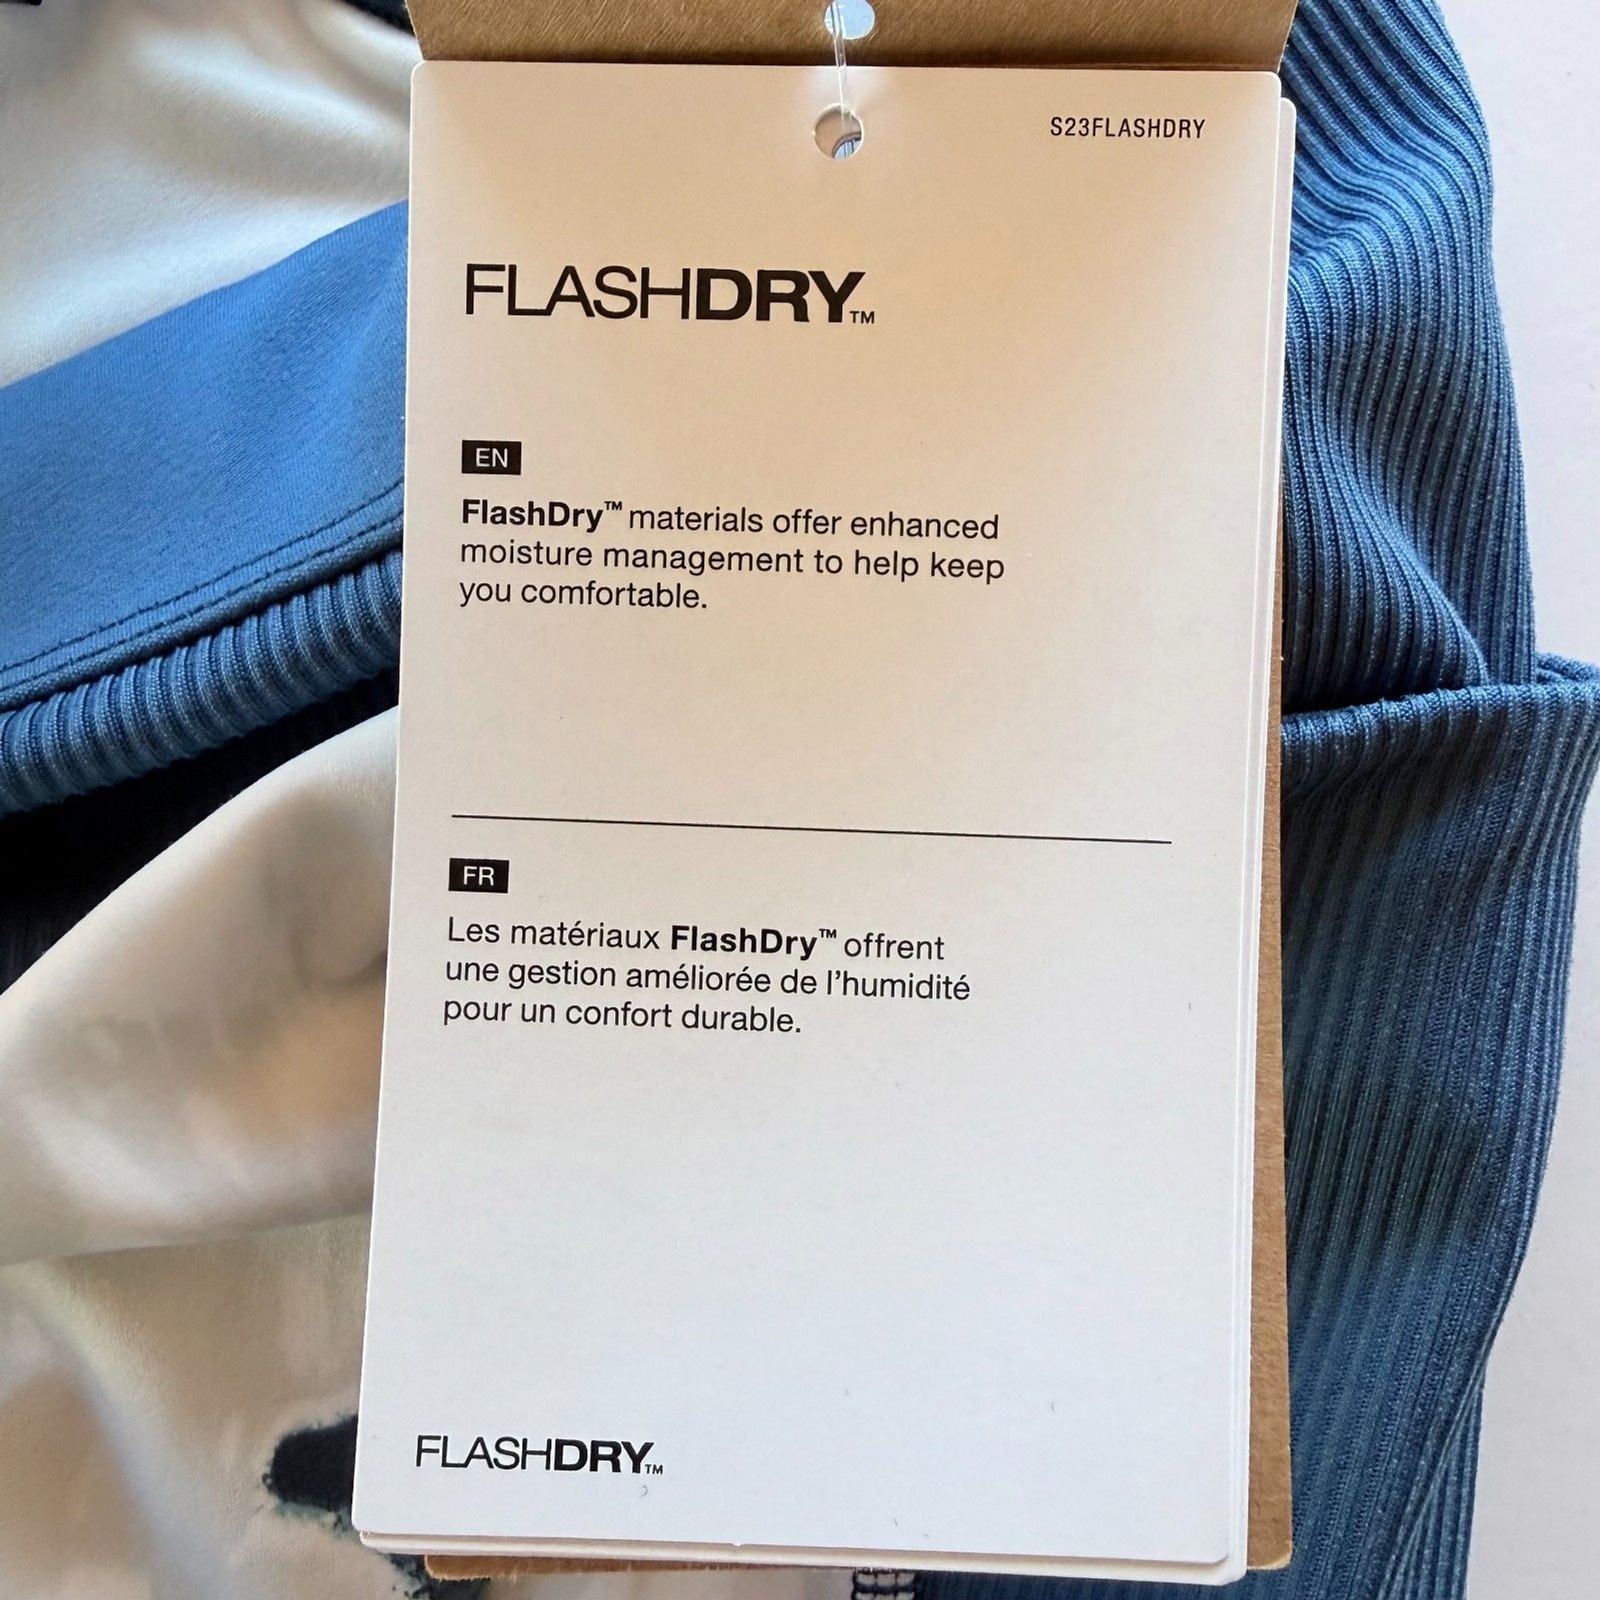 S23FLASHDRY
FLASHDRY™
EN
FlashDry™ materials offer enhanced
moisture management to help keep
you comfortable.
FR
Les matériaux FlashDry™ offrent
une gestion améliorée de l'humidité
pour un confort durable.
FLASHDRY™